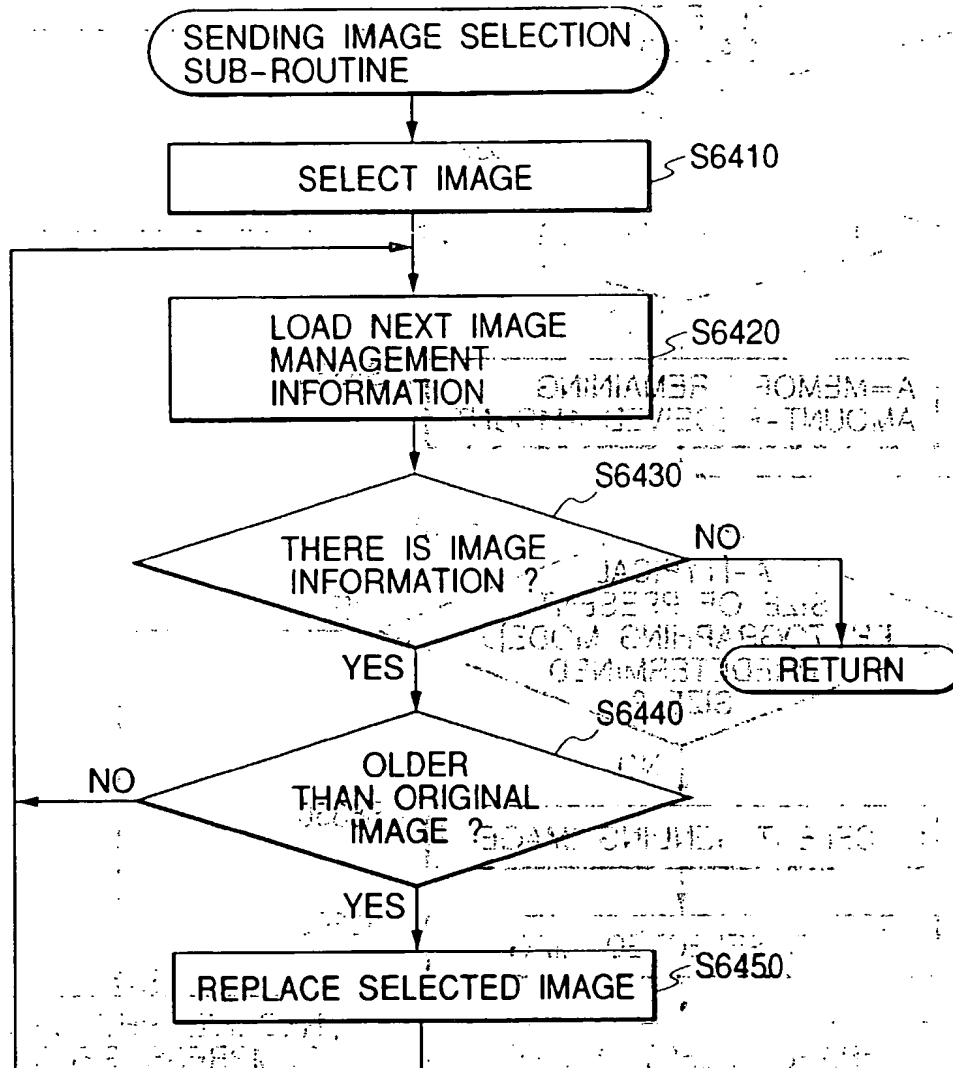 SENDING IMAGE SELECTION
SUB-ROUTINE
SELECT IMAGE
S6410
LOAD NEXT IMAGE
MANAGEMENT
INFORMATION
S6420
S6430
THERE IS IMAGE
INFORMATION ?
NO
YES
RETURN
S6440
OLDER
THAN ORIGINAL
IMAGE ?
NO
YES
REPLACE SELECTED IMAGE
S6450